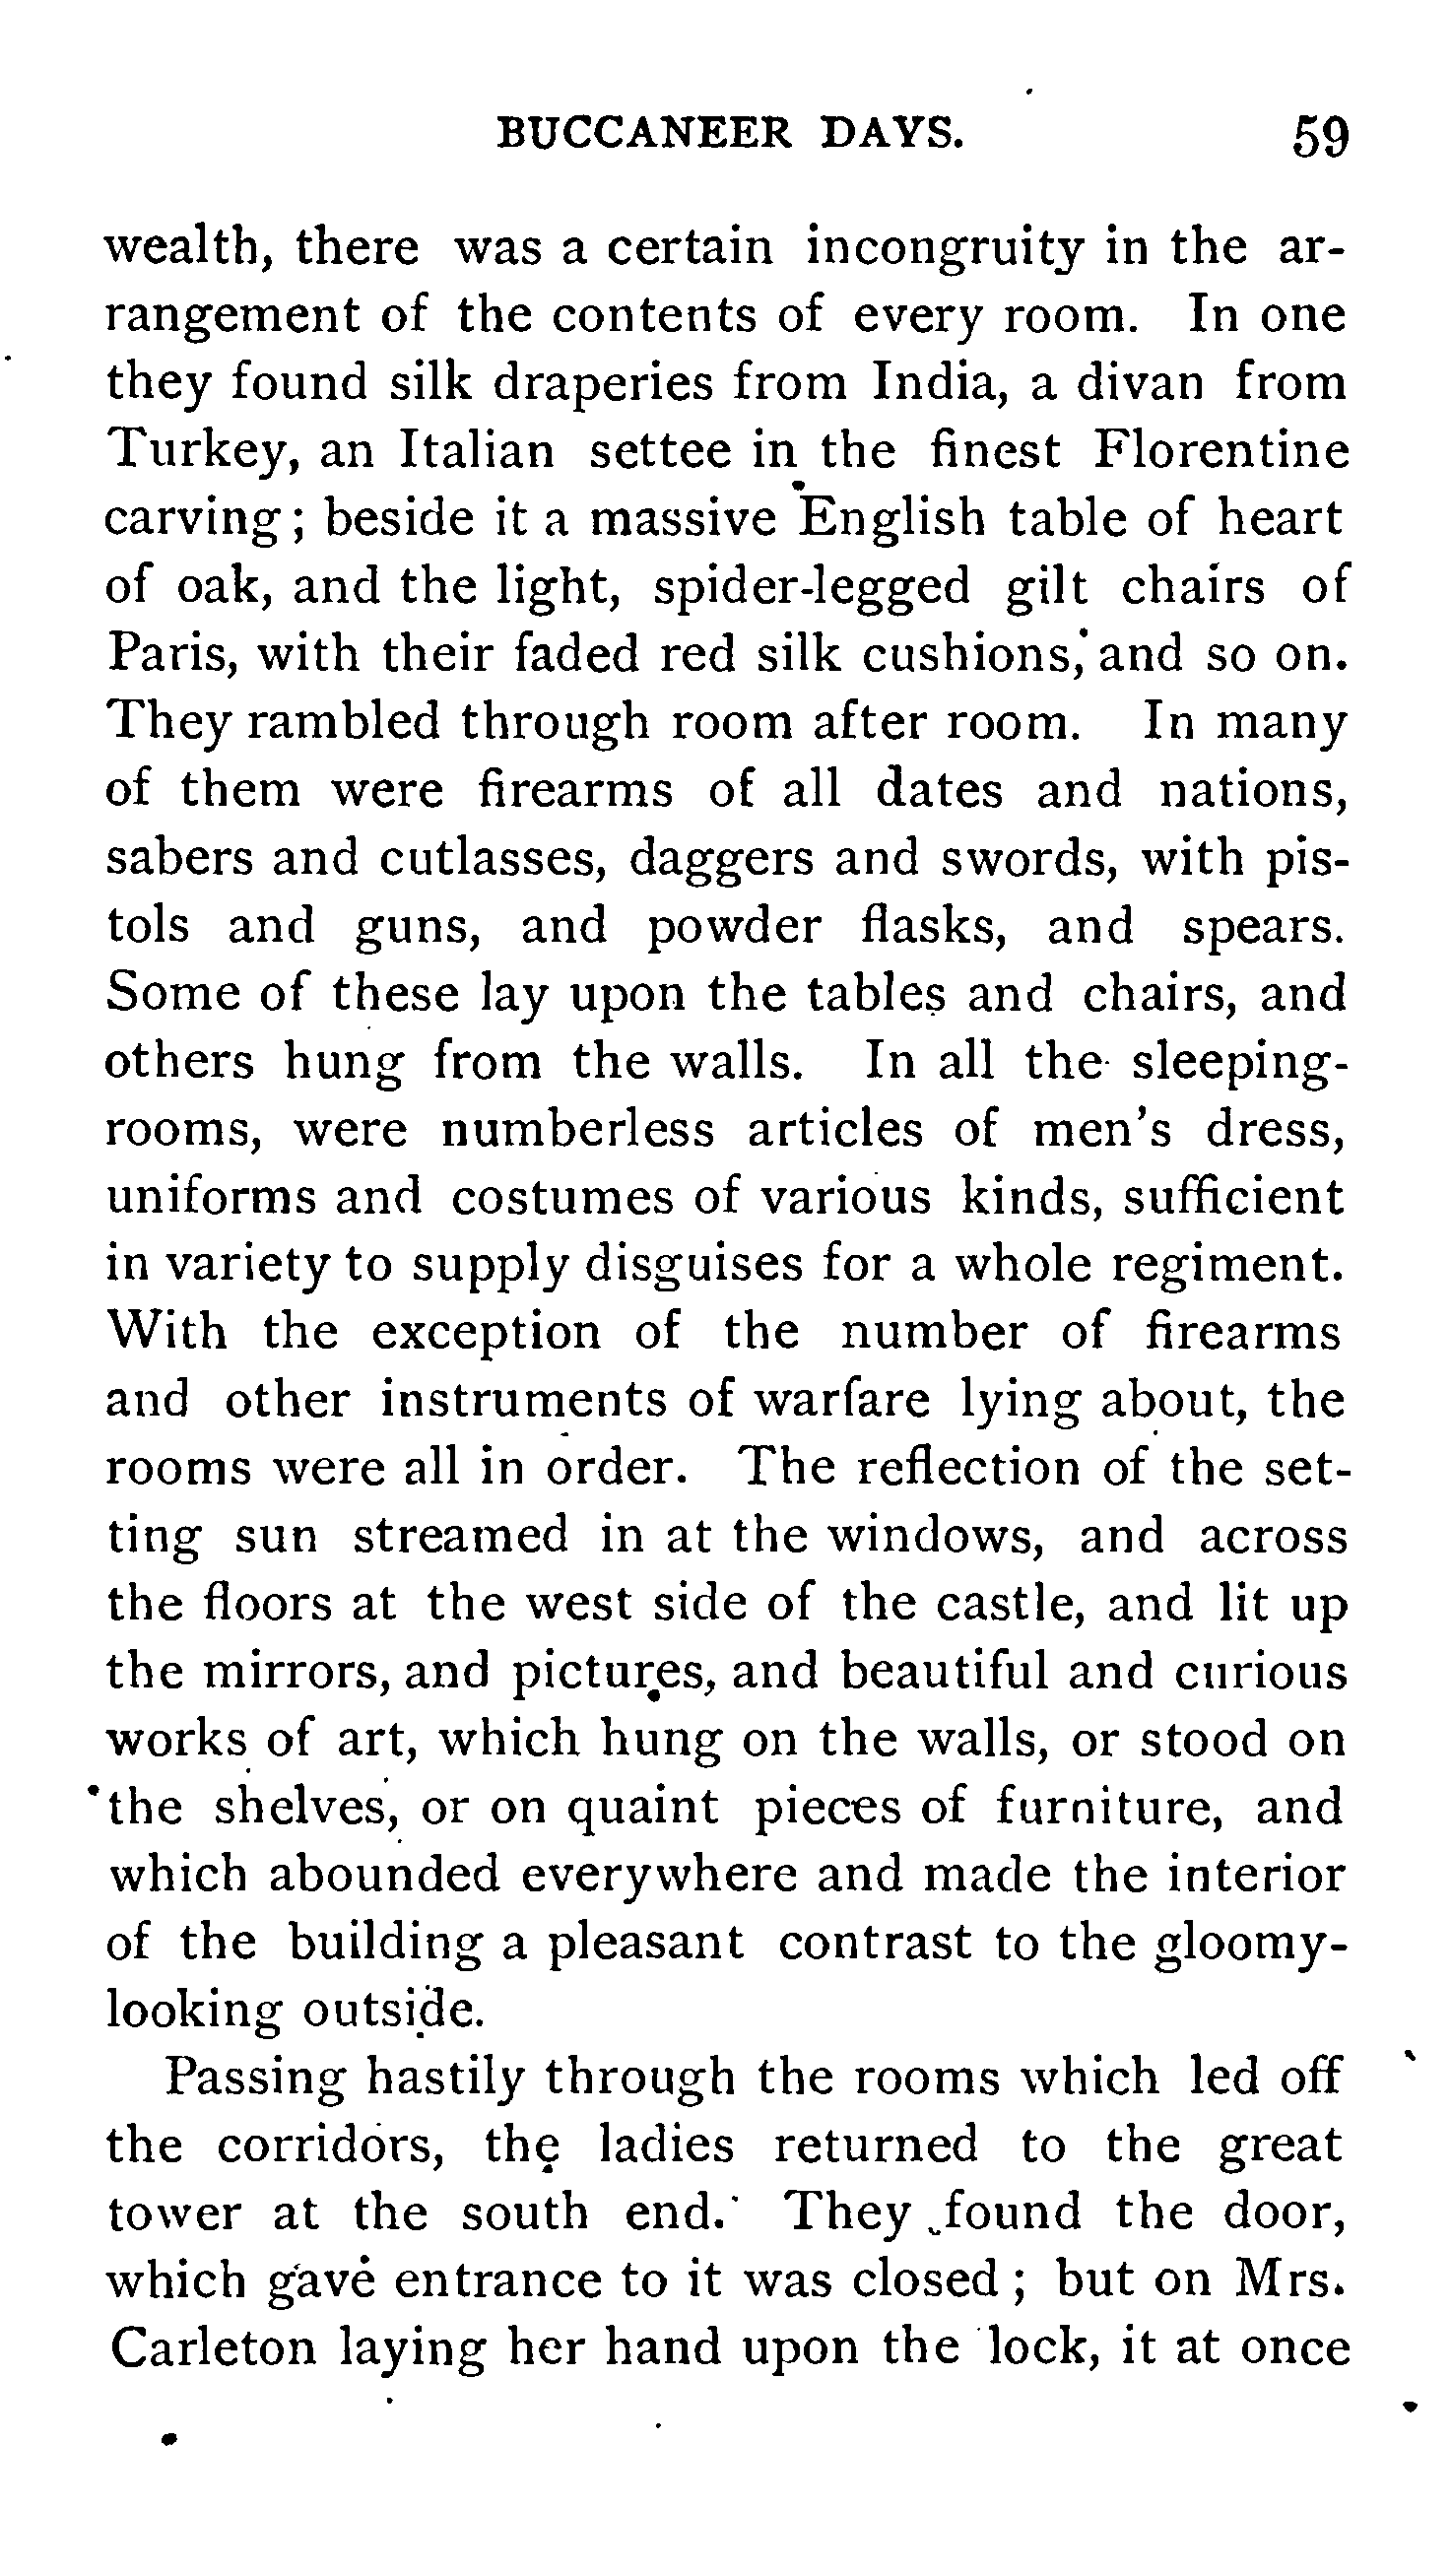 BUCCANEER DAYS. 59
wealth, there was a certain incongruity in the ar-
rangement of the contents of every room. In one
they found silk draperies from India, a divan from
Turkey, an Italian settee in the finest Florentine
carving; beside it a massive English table of heart
of oak, and the light, spider-legged gilt chairs of
Paris, with their faded red silk cushions, and so on.
They rambled through room after room. In many
of them were firearms of all dates and nations,
sabers and cutlasses, daggers and swords, with pis-
tols and guns, and powder flasks, and spears.
Some of these lay upon the tables and chairs, and
others hung from the walls. In all the sleeping-
rooms, were numberless articles of men's dress,
uniforms and costumes of various kinds, sufficient
in variety to supply disguises for a whole regiment.
With the exception of the number of firearms
and other instruments of warfare lying about, the
rooms were all in order. The reflection of the set-
ting sun streamed in at the windows, and across
the floors at the west side of the castle, and lit up
the mirrors, and pictures, and beautiful and curious
works of art, which hung on the walls, or stood on
the shelves, or on quaint pieces of furniture, and
which abounded everywhere and made the interior
of the building a pleasant contrast to the gloomy-
looking outside.
Passing hastily through the rooms which led off
the corridors, the ladies returned to the great
tower at the south end. They found the door,
which gave entrance to it was closed; but on Mrs.
Carleton laying her hand upon the lock, it at once